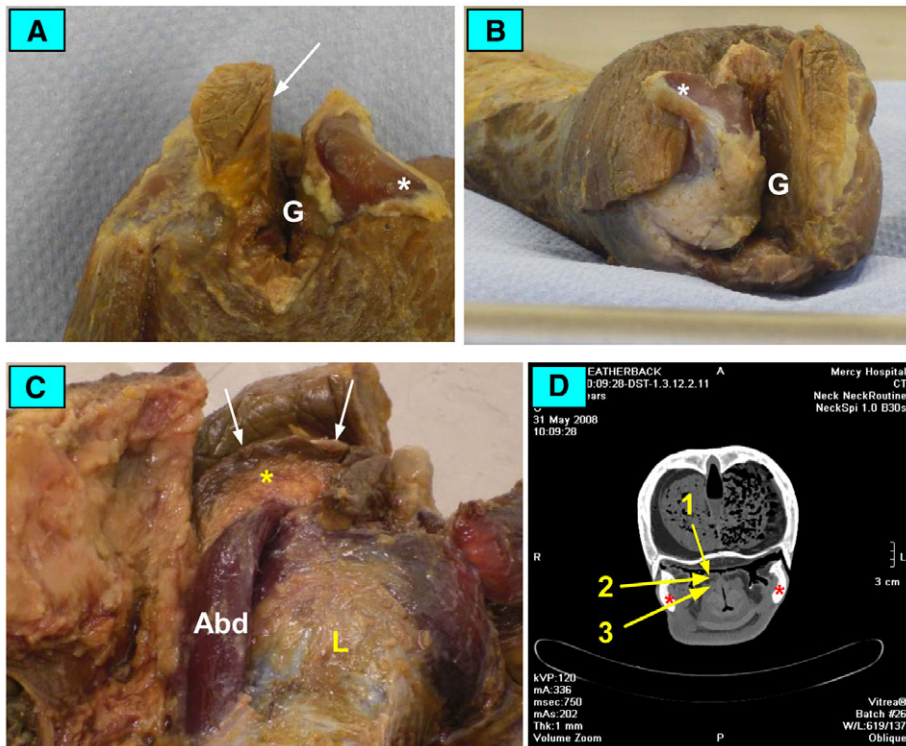 A
G
*
B
*
G
C
*
Abd
L
D
EATHERBACK
0:09:28-DST-1.3.12.2.11
ears
31 May 2008
10:09:28
A
Mercy Hospital
CT
Neck NeckRoutine
NeckSpi 1.0 B30s
1
2
3
R
L
3 cm
*
*
kVP:120
mA:336
msec:750
mAs:202
Thk:1 mm
Volume Zoom
P
Vitrea®
Batch #26
W/L:619/137
Oblique